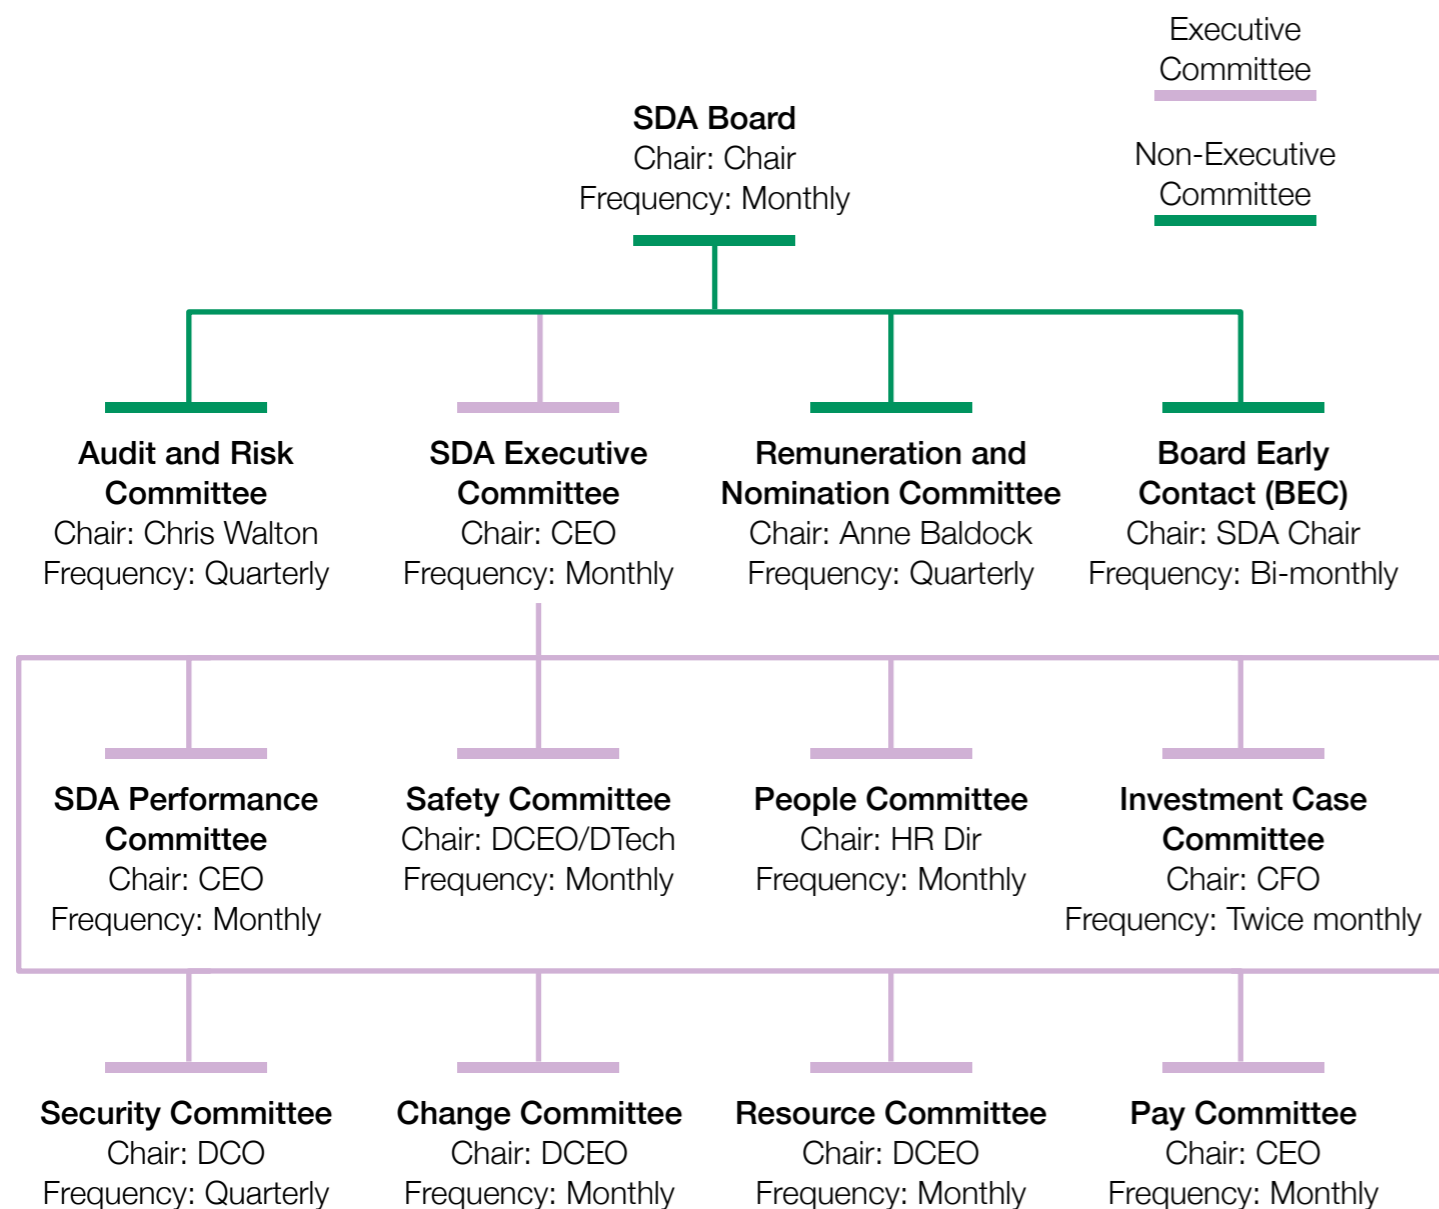 Executive
Committee
Non-Executive
Committee
SDA Board
Chair: Chair
Frequency: Monthly
Audit and Risk
Committee
Chair: Chris Walton
Frequency: Quarterly
SDA Executive
Committee
Chair: CEO
Frequency: Monthly
Remuneration and
Nomination Committee
Chair: Anne Baldock
Frequency: Quarterly
Board Early
Contact (BEC)
Chair: SDA Chair
Frequency: Bi-monthly
SDA Performance
Committee
Chair: CEO
Frequency: Monthly
Safety Committee
Chair: DCEO/DTech
Frequency: Monthly
People Committee
Chair: HR Dir
Frequency: Monthly
Investment Case
Committee
Chair: CFO
Frequency: Twice monthly
Security Committee
Chair: DCO
Frequency: Quarterly
Change Committee
Chair: DCEO
Frequency: Monthly
Resource Committee
Chair: DCEO
Frequency: Monthly
Pay Committee
Chair: CEO
Frequency: Monthly